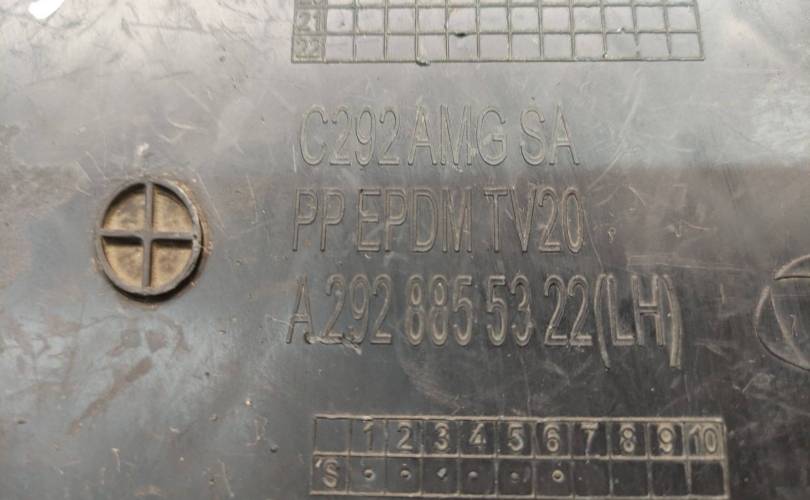 21
22
C292 AMG SA
PP EPDM TV20
A 292 885 53 22(LH)
1 2 3 4 5 6 7 8 9 10
S